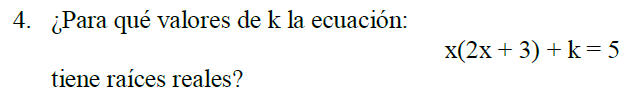 4. ¿Para qué valores de k la ecuación:
x(2x + 3) + k = 5
tiene raíces reales?